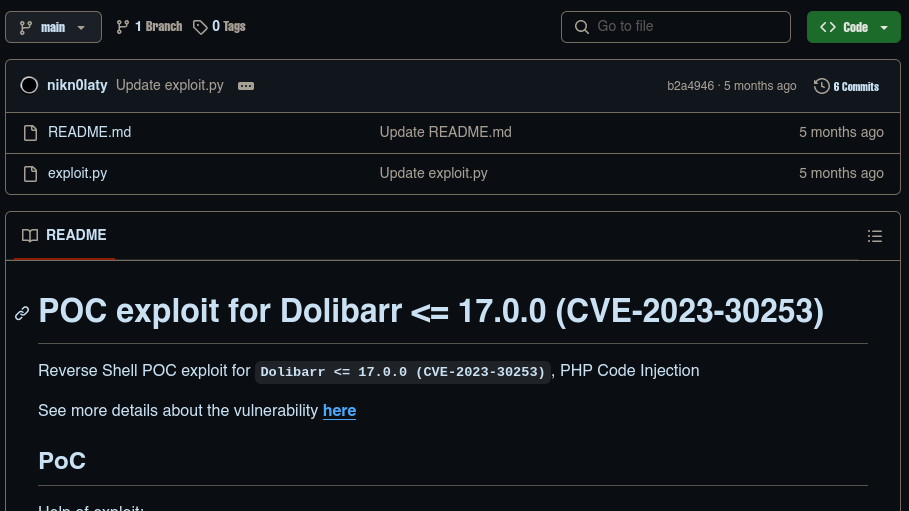 main 1 Branch 0 Tags Go to file Code
nikn0laty Update exploit.py b2a4946 · 5 months ago 6 Commits
README.md Update README.md 5 months ago
exploit.py Update exploit.py 5 months ago
README
POC exploit for Dolibarr <= 17.0.0 (CVE-2023-30253)
Reverse Shell POC exploit for Dolibarr <= 17.0.0 (CVE-2023-30253), PHP Code Injection
See more details about the vulnerability here
PoC
Help of exploit: